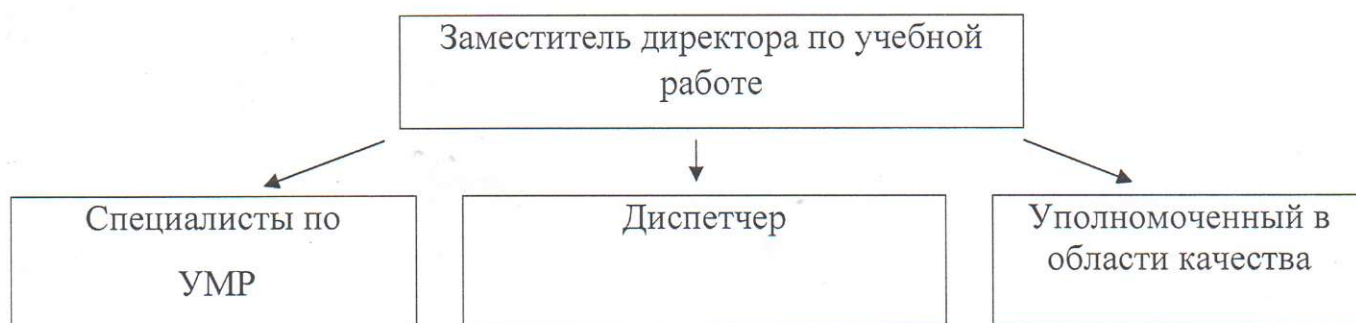 Заместитель директора по учебной
работе
Специалисты по
УМР
Диспетчер
Уполномоченный в
области качества